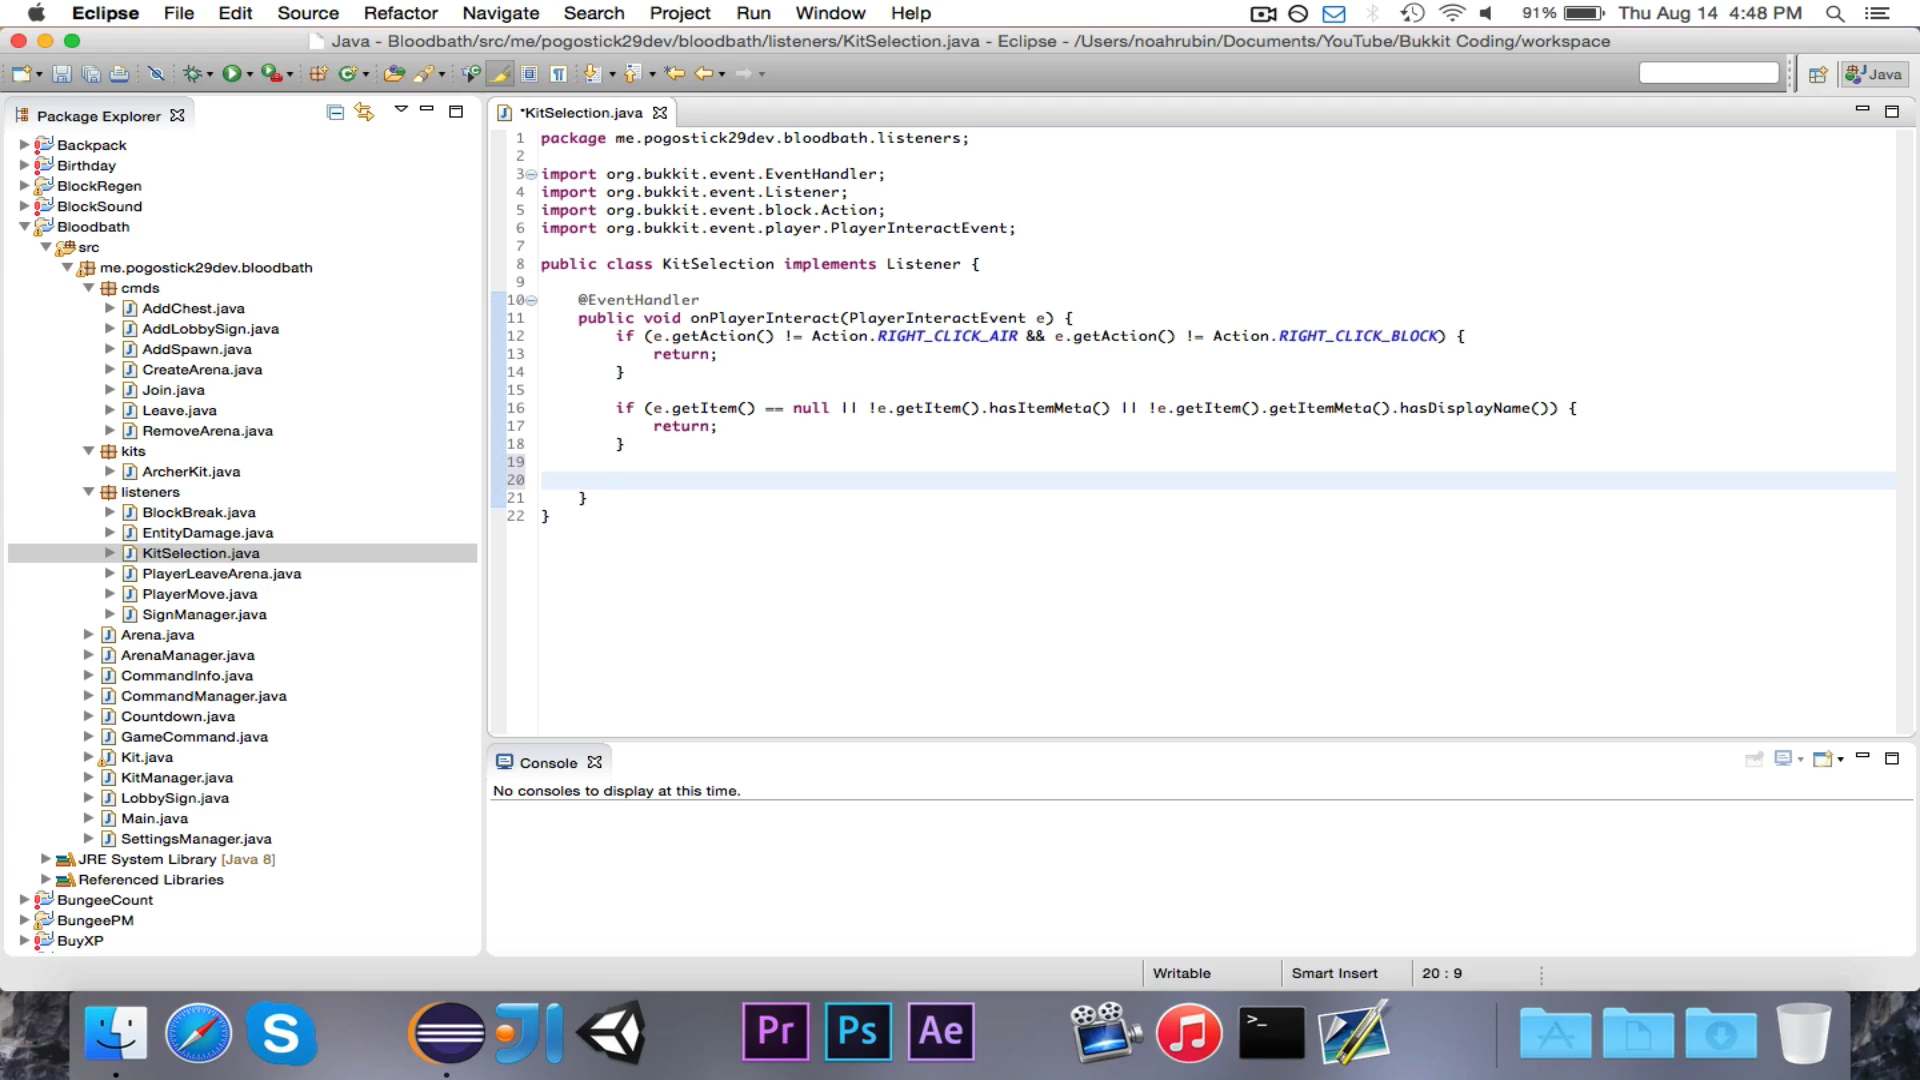 Eclipse File Edit Source Refactor Navigate Search Project Run Window Help 91% Thu Aug 14 4:48 PM
Java - Bloodbath/src/me/pogostick29dev/bloodbath/listeners/KitSelection.java - Eclipse - /Users/noahrubin/Documents/YouTube/Bukkit Coding/workspace
Java
Package Explorer
Backpack
Birthday
BlockRegen
BlockSound
Bloodbath
src
me.pogostick29dev.bloodbath
cmds
AddChest.java
AddLobbySign.java
AddSpawn.java
CreateArena.java
Join.java
Leave.java
RemoveArena.java
kits
ArcherKit.java
listeners
BlockBreak.java
EntityDamage.java
KitSelection.java
PlayerLeaveArena.java
PlayerMove.java
SignManager.java
Arena.java
ArenaManager.java
CommandInfo.java
CommandManager.java
Countdown.java
GameCommand.java
Kit.java
KitManager.java
LobbySign.java
Main.java
SettingsManager.java
JRE System Library [Java 8]
Referenced Libraries
BungeeCount
BungeePM
BuyXP
*KitSelection.java
1 package me.pogostick29dev.bloodbath.listeners;
2
3 import org.bukkit.event.EventHandler;
4 import org.bukkit.event.Listener;
5 import org.bukkit.event.block.Action;
6 import org.bukkit.event.player.PlayerInteractEvent;
7
8 public class KitSelection implements Listener {
9
10 @EventHandler
11 public void onPlayerInteract(PlayerInteractEvent e) {
12 if (e.getAction() != Action.RIGHT_CLICK_AIR && e.getAction() != Action.RIGHT_CLICK_BLOCK) {
13 return;
14 }
15
16 if (e.getItem() == null || !e.getItem().hasItemMeta() || !e.getItem().getItemMeta().hasDisplayName()) {
17 return;
18 }
19
20
21 }
22 }
Console
No consoles to display at this time.
Writable Smart Insert 20 : 9
S Pr Ps Ae >_